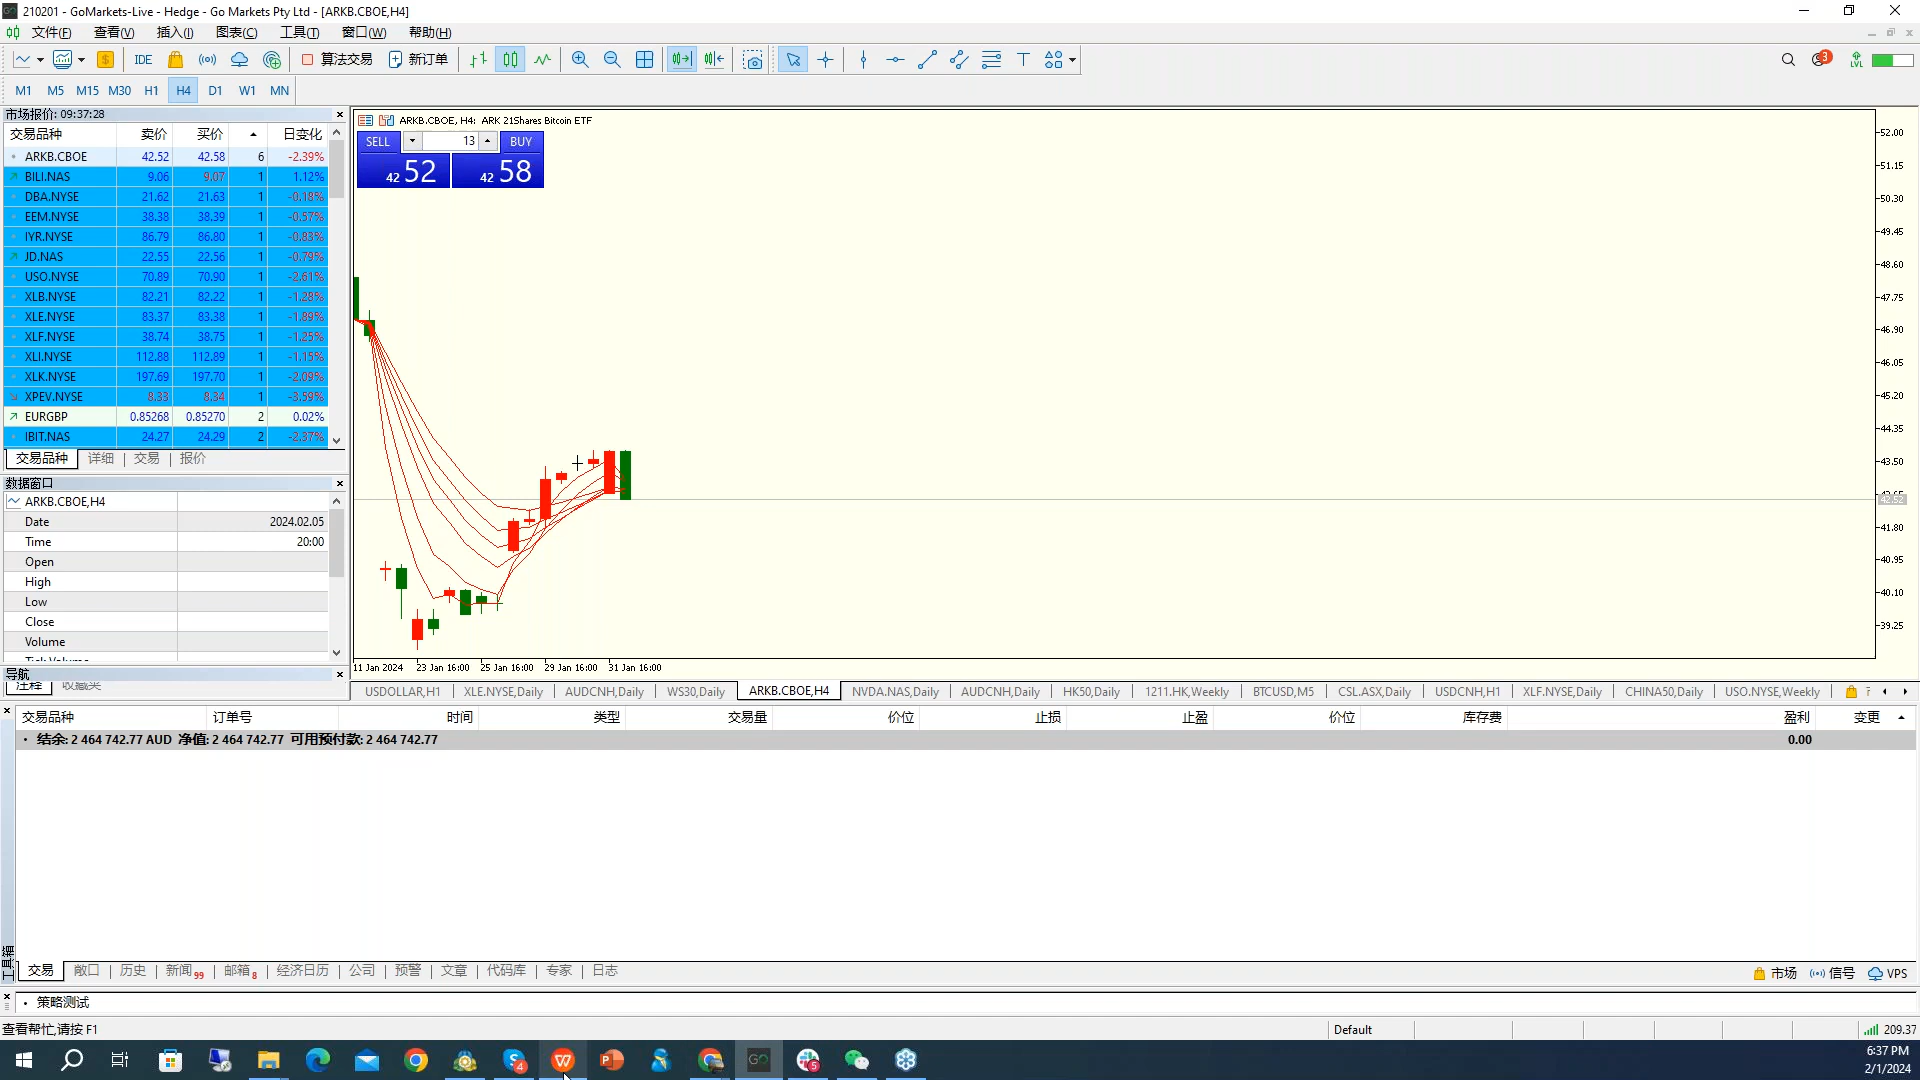 210201 - GoMarkets-Live - Hedge - Go Markets Pty Ltd - [ARKB.CBOE,H4]
文件(F) 查看(V) 插入(I) 图表(C) 工具(T) 窗口(W) 帮助(H)
IDE 算法交易 新订单 3 LVL
M1 M5 M15 M30 H1 H4 D1 W1 MN
市场报价: 09:37:28
交易品种 卖价 买价 日变化
ARKB.CBOE 42.52 42.58 6 -2.39%
BILI.NAS 9.06 9.07 1 1.12%
DBA.NYSE 21.62 21.63 1 -0.18%
EEM.NYSE 38.38 38.39 1 -0.57%
IYR.NYSE 86.79 86.80 1 -0.83%
JD.NAS 22.55 22.56 1 -0.79%
USO.NYSE 70.89 70.90 1 -2.61%
XLB.NYSE 82.21 82.22 1 -1.28%
XLE.NYSE 83.37 83.38 1 -1.89%
XLF.NYSE 38.74 38.75 1 -1.25%
XLI.NYSE 112.88 112.89 1 -1.15%
XLK.NYSE 197.69 197.70 1 -2.09%
XPEV.NYSE 8.33 8.34 1 -3.59%
EURGBP 0.85268 0.85270 2 0.02%
IBIT.NAS 24.27 24.29 2 -2.37%
交易品种 详细 交易 报价
数据窗口
ARKB.CBOE,H4
Date 2024.02.05
Time 20:00
Open
High
Low
Close
Volume
Tick Volume
导航
注释 收藏夹
ARKB.CBOE, H4: ARK 21Shares Bitcoin ETF
SELL 13 BUY
42 52 42 58
52.00
51.15
50.30
49.45
48.60
47.75
46.90
46.05
45.20
44.35
43.50
42.52
41.80
40.95
40.10
39.25
11 Jan 2024 23 Jan 16:00 25 Jan 16:00 29 Jan 16:00 31 Jan 16:00
USDOLLAR,H1 XLE.NYSE,Daily AUDCNH,Daily WS30,Daily ARKB.CBOE,H4 NVDA.NAS,Daily AUDCNH,Daily HK50,Daily 1211.HK,Weekly BTCUSD,M5 CSL.ASX,Daily USDCNH,H1 XLF.NYSE,Daily CHINA50,Daily USO.NYSE,Weekly
交易品种 订单号 时间 类型 交易量 价位 止损 止盈 价位 库存费 盈利 变更
结余: 2 464 742.77 AUD 净值: 2 464 742.77 可用预付款: 2 464 742.77 0.00
工具箱
交易 敞口 历史 新闻 99 邮箱 8 经济日历 公司 预警 文章 代码库 专家 日志 市场 信号 VPS
策略测试
查看帮忙,请按 F1 Default 209.37
4 GO 5
6:37 PM
2/1/2024